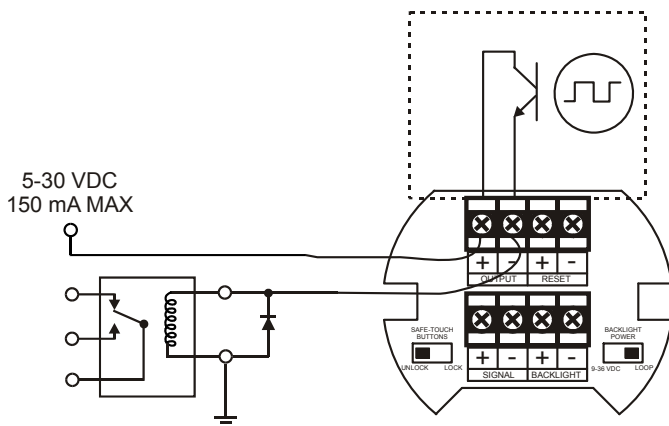 5-30 VDC
150 mA MAX
+ - + -
OUTPUT RESET
SAFE-TOUCH
BUTTONS
UNLOCK LOCK
+ - + -
SIGNAL BACKLIGHT
BACKLIGHT
POWER
9-36 VDC LOOP